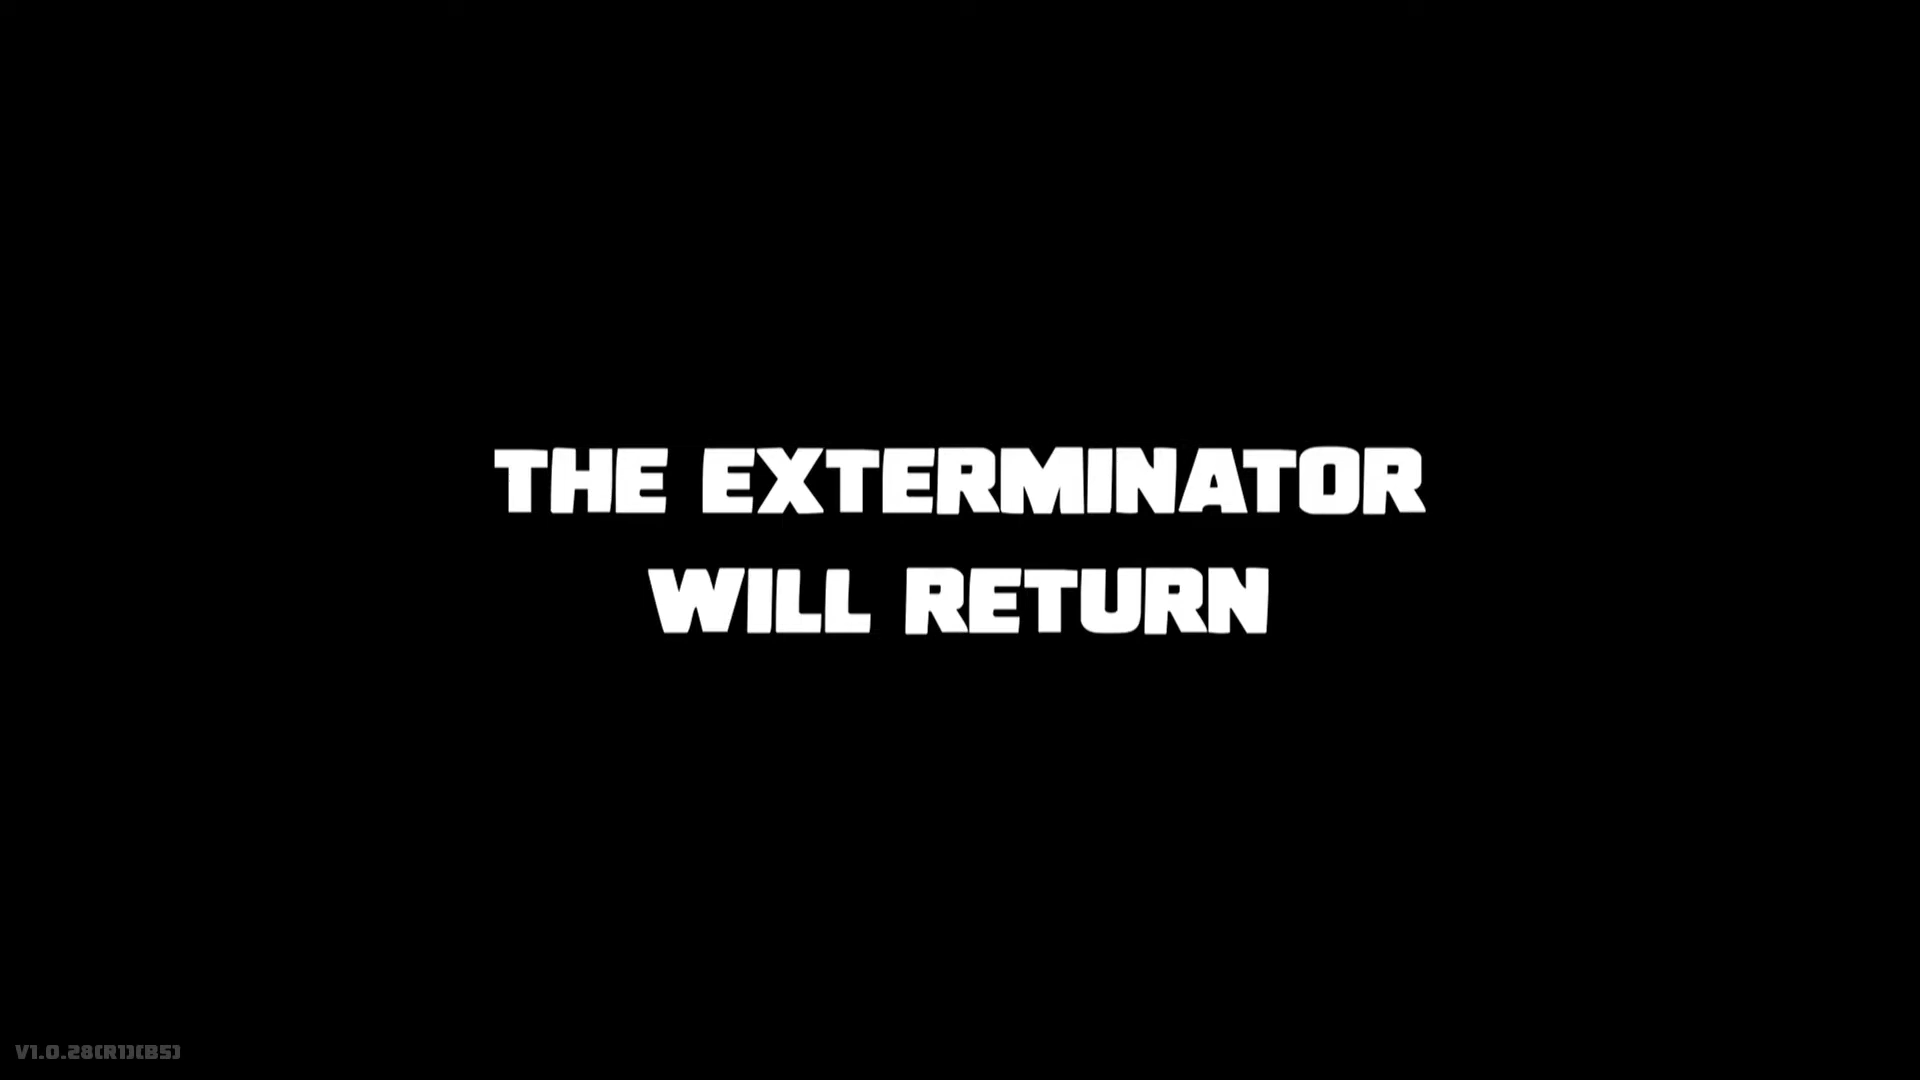 THE EXTERMINATOR
WILL RETURN
V1.0.28(R1)(B5)